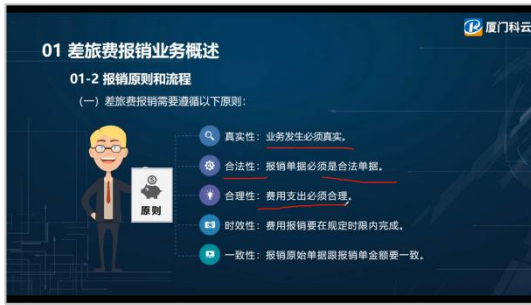 厦门科云
01 差旅费报销业务概述
01-2 报销原则和流程
（一）差旅费报销需要遵循以下原则：
真实性：业务发生必须真实。
合法性：报销单据必须是合法单据。
合理性：费用支出必须合理。
时效性：费用报销要在规定时限内完成。
一致性：报销原始单据跟报销单金额要一致。
原则